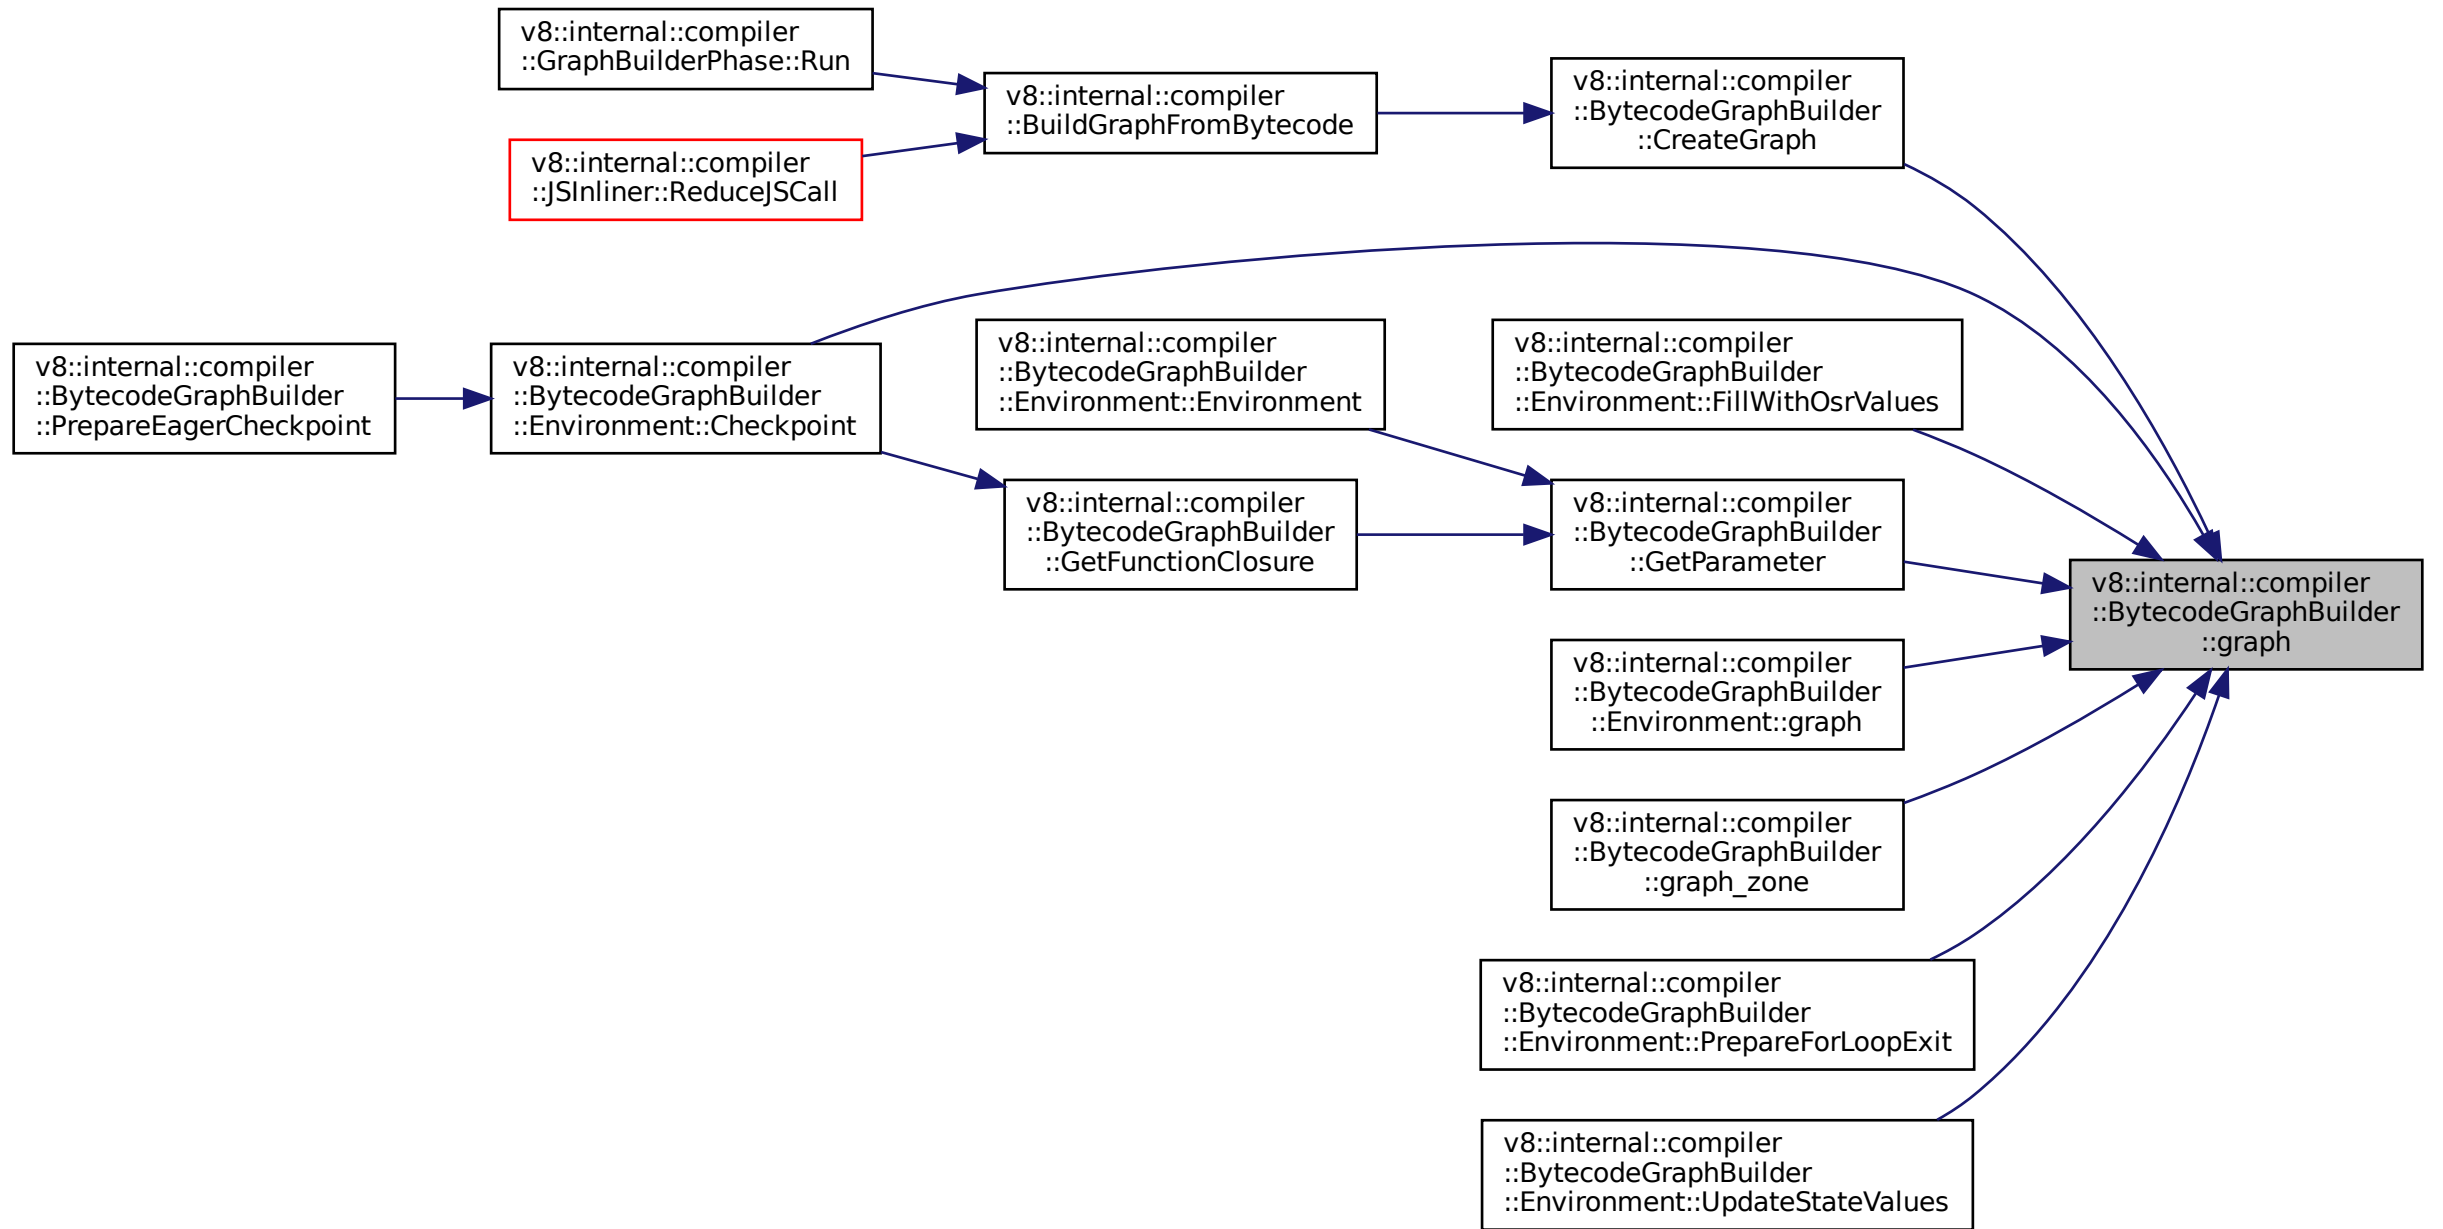 v8::internal::compiler
::GraphBuilderPhase::Run
v8::internal::compiler
::JSInliner::ReduceJSCall
v8::internal::compiler
::BuildGraphFromBytecode
v8::internal::compiler
::BytecodeGraphBuilder
::CreateGraph
v8::internal::compiler
::BytecodeGraphBuilder
::PrepareEagerCheckpoint
v8::internal::compiler
::BytecodeGraphBuilder
::Environment::Checkpoint
v8::internal::compiler
::BytecodeGraphBuilder
::Environment::Environment
v8::internal::compiler
::BytecodeGraphBuilder
::Environment::FillWithOsrValues
v8::internal::compiler
::BytecodeGraphBuilder
::GetFunctionClosure
v8::internal::compiler
::BytecodeGraphBuilder
::GetParameter
v8::internal::compiler
::BytecodeGraphBuilder
::graph
v8::internal::compiler
::BytecodeGraphBuilder
::Environment::graph
v8::internal::compiler
::BytecodeGraphBuilder
::graph_zone
v8::internal::compiler
::BytecodeGraphBuilder
::Environment::PrepareForLoopExit
v8::internal::compiler
::BytecodeGraphBuilder
::Environment::UpdateStateValues